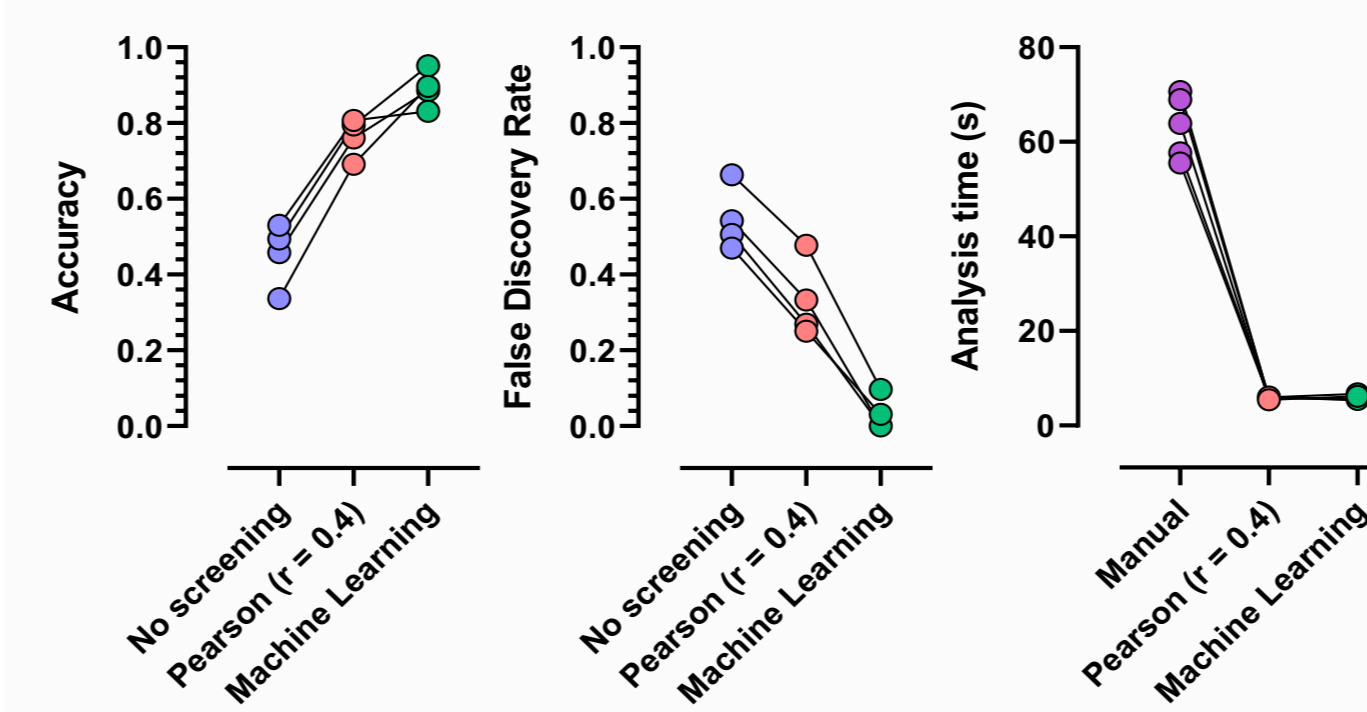 Accuracy
1.0
0.8
0.6
0.4
0.2
0.0
No screening
Pearson (r = 0.4)
Machine Learning
False Discovery Rate
1.0
0.8
0.6
0.4
0.2
0.0
No screening
Pearson (r = 0.4)
Machine Learning
Analysis time (s)
80
60
40
20
0
Manual
Pearson (r = 0.4)
Machine Learning